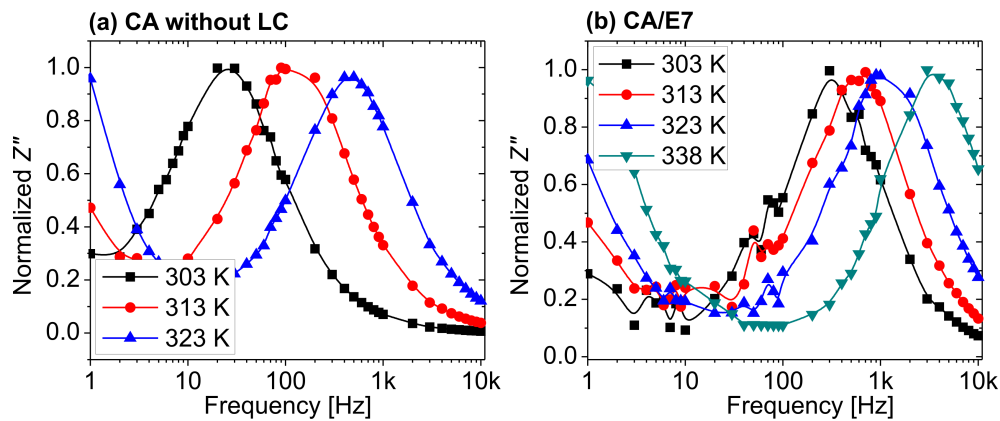 (a) CA without LC
Normalized Z″
1.0
0.8
0.6
0.4
0.2
0.0
303 K
313 K
323 K
1 10 100 1k 10k
Frequency [Hz]
(b) CA/E7
Normalized Z″
1.0
0.8
0.6
0.4
0.2
0.0
303 K
313 K
323 K
338 K
1 10 100 1k 10k
Frequency [Hz]